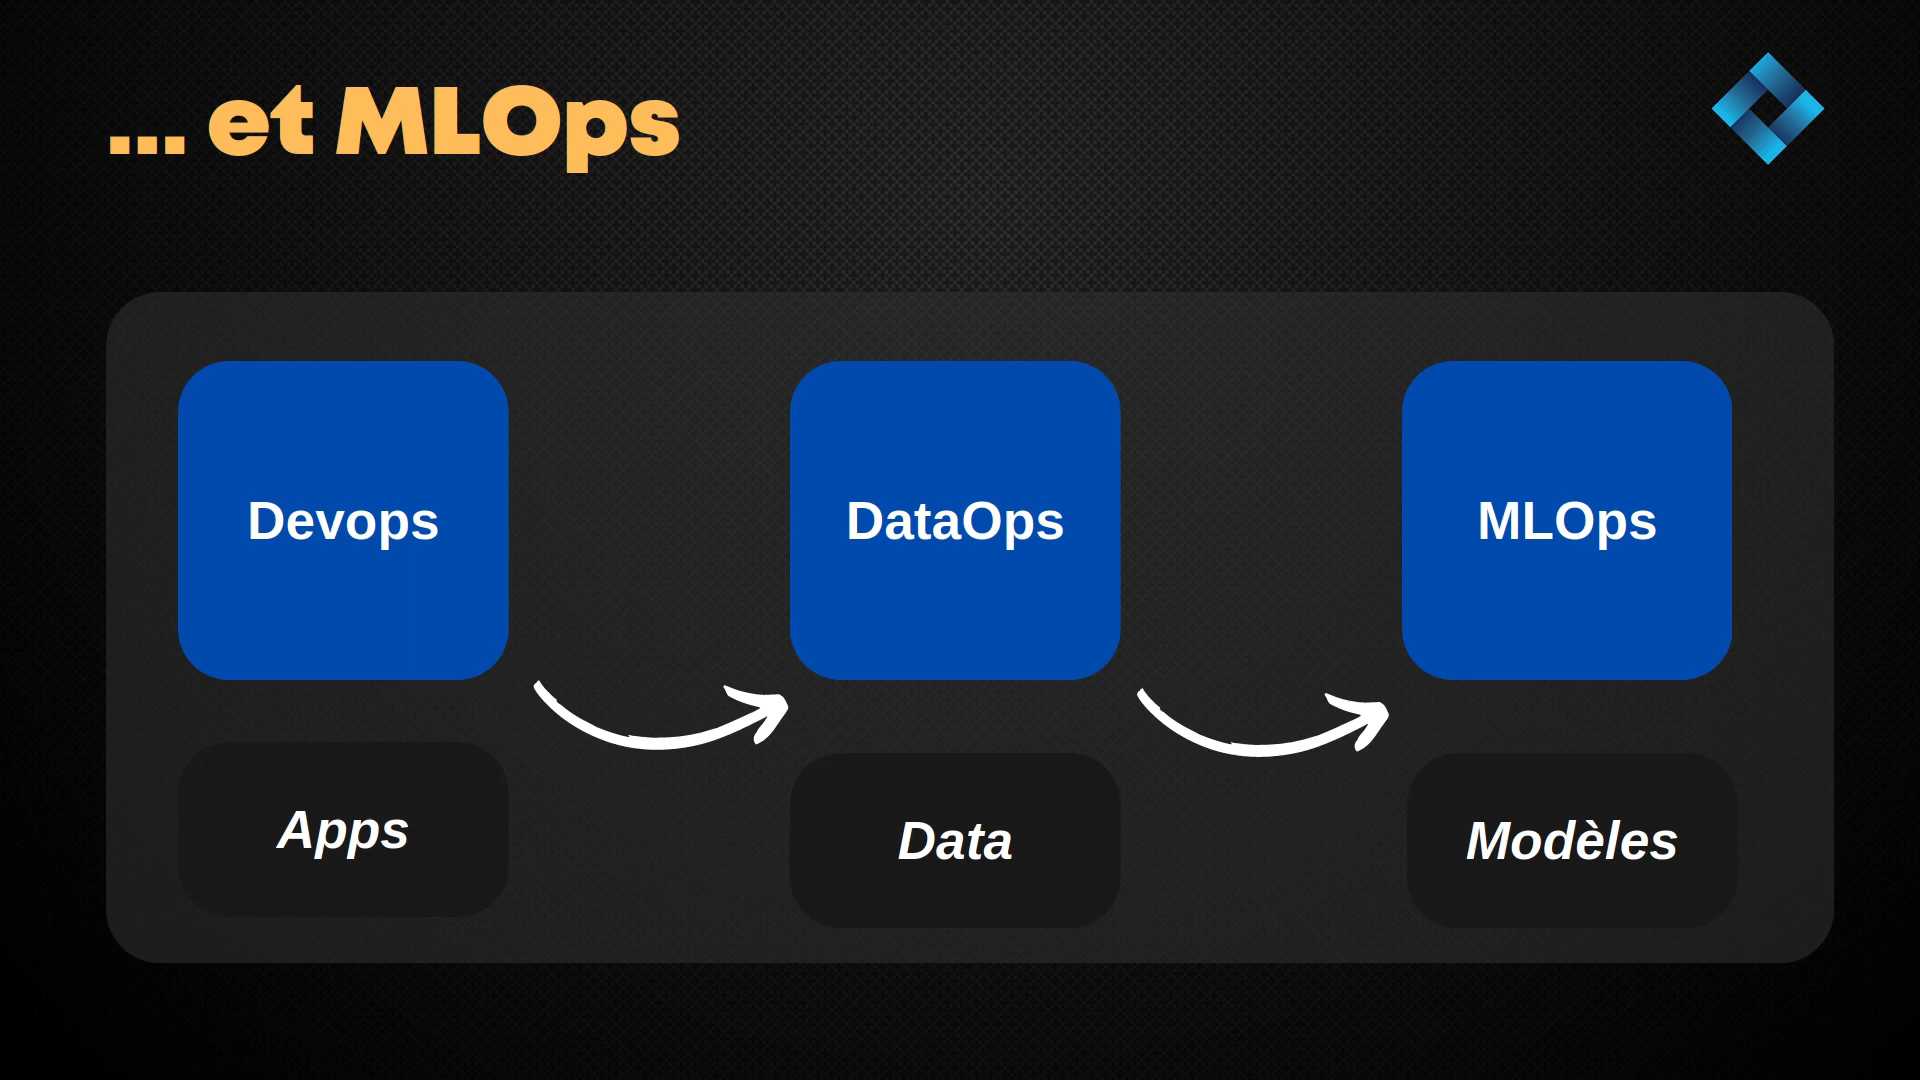 ... et MLOps
Devops
DataOps
MLOps
Apps
Data
Modèles